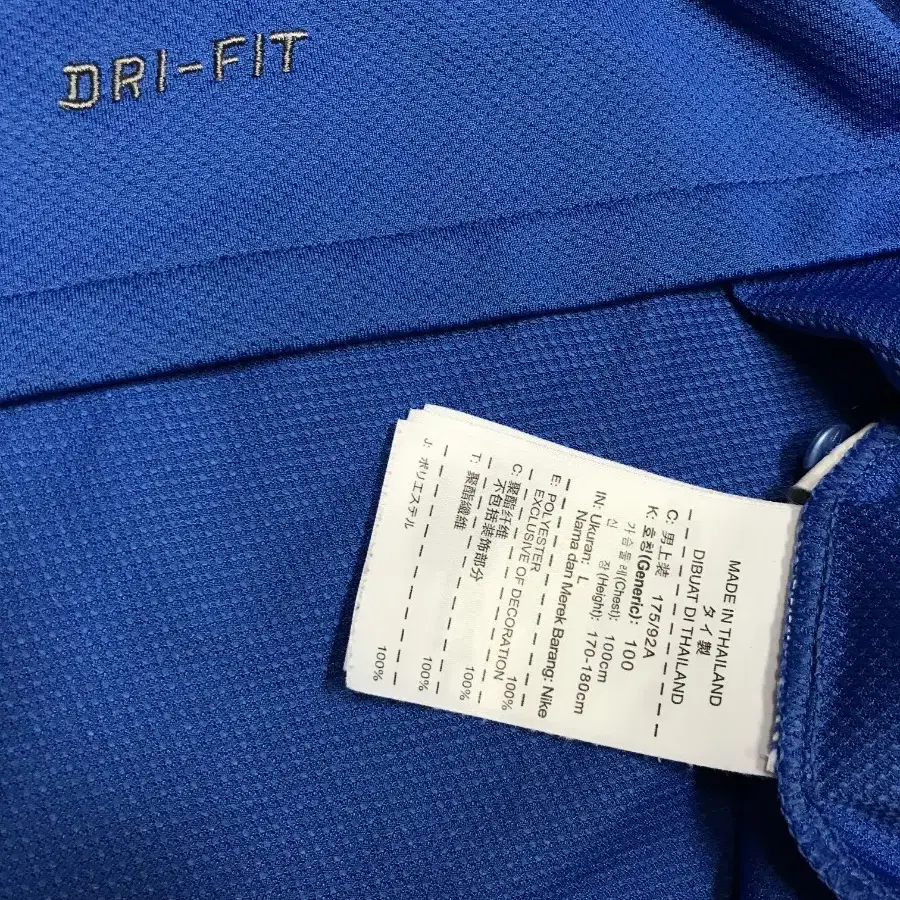 DRI-FIT
MADE IN THAILAND
タイ製
DIBUAT DI THAILAND
C: 男上装 175/92A
K: 호칭(Generic): 100
가슴둘레(Chest): 100cm
신 장(Height): 170-180cm
IN: Ukuran: L
Nama dan Merek Barang: Nike
E: POLYESTER 100%
EXCLUSIVE OF DECORATION
C: 聚酯纤维 100%
不包括装饰部分
T: 聚酯纖維 100%
J: ポリエステル 100%